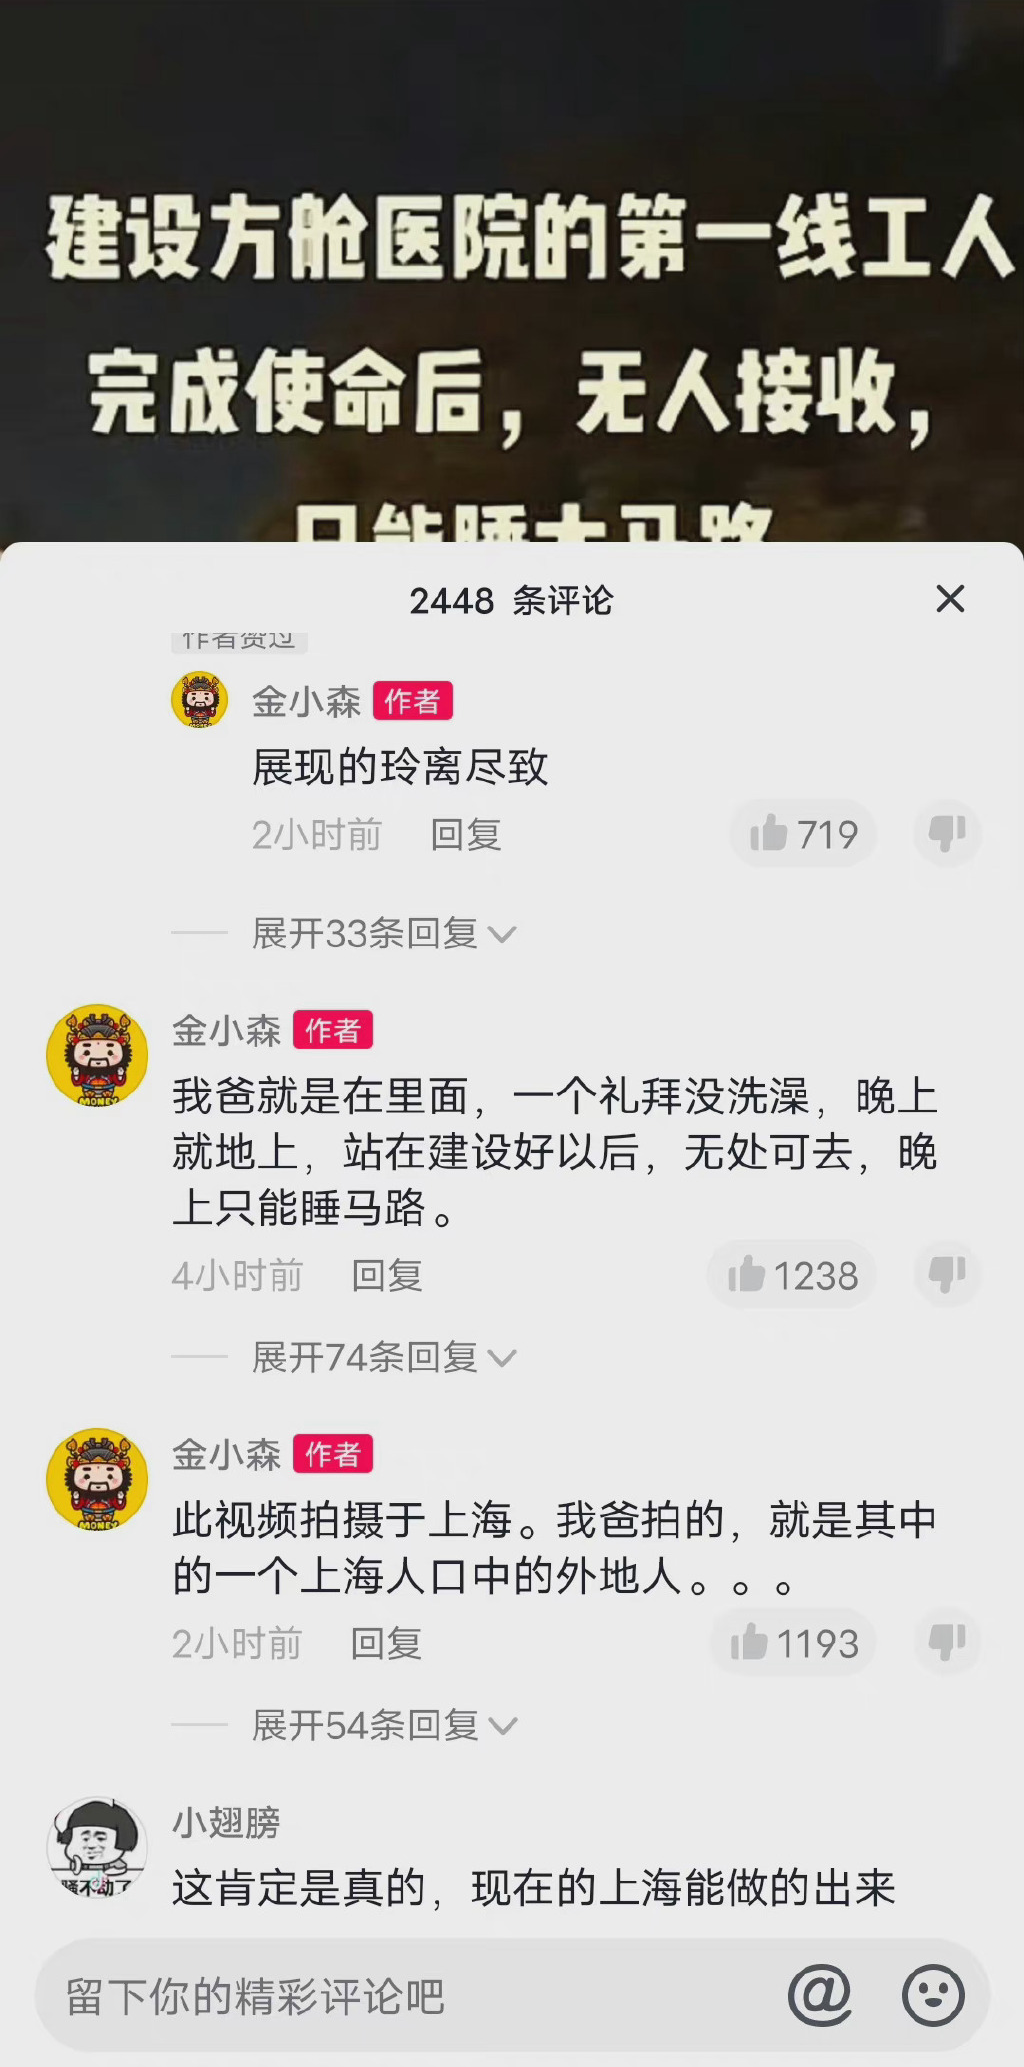 建设方舱医院的第一线工人
完成使命后，无人接收，
只能睡大马路
2448 条评论
作者赞过
金小森 作者
展现的玲离尽致
2小时前 回复 719
展开33条回复
金小森 作者
我爸就是在里面，一个礼拜没洗澡，晚上
就地上，站在建设好以后，无处可去，晚
上只能睡马路。
4小时前 回复 1238
展开74条回复
金小森 作者
此视频拍摄于上海。我爸拍的，就是其中
的一个上海人口中的外地人。。。
2小时前 回复 1193
展开54条回复
小翅膀
这肯定是真的，现在的上海能做的出来
留下你的精彩评论吧
MONEY
MONEY